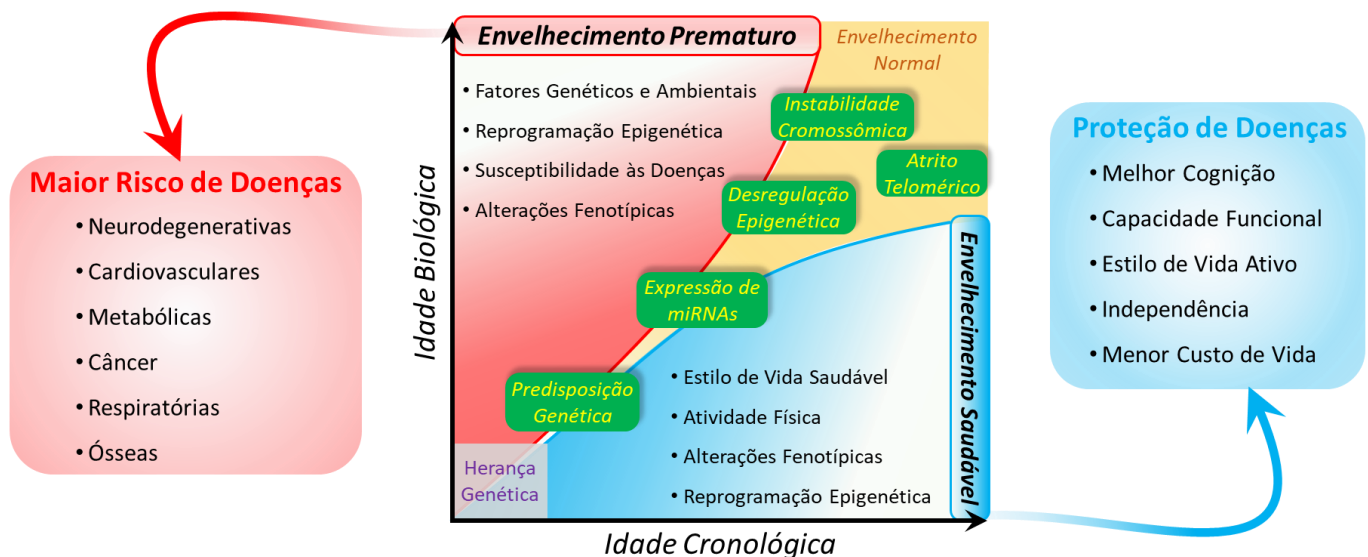 Envelhecimento Prematuro
Envelhecimento
Normal
• Fatores Genéticos e Ambientais
• Reprogramação Epigenética
• Susceptibilidade às Doenças
• Alterações Fenotípicas
Instabilidade
Cromossômica
Atrito
Telomérico
Desregulação
Epigenética
Expressão de
miRNAs
Predisposição
Genética
Herança
Genética
• Estilo de Vida Saudável
• Atividade Física
• Alterações Fenotípicas
• Reprogramação Epigenética
Envelhecimento Saudável
Idade Biológica
Idade Cronológica
Maior Risco de Doenças
• Neurodegenerativas
• Cardiovasculares
• Metabólicas
• Câncer
• Respiratórias
• Ósseas
Proteção de Doenças
• Melhor Cognição
• Capacidade Funcional
• Estilo de Vida Ativo
• Independência
• Menor Custo de Vida